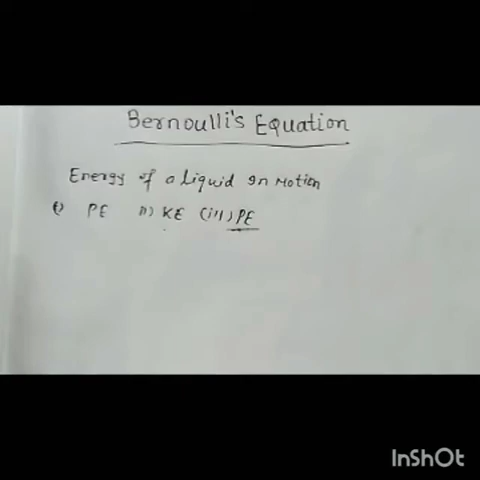 Bernoulli's Equation
Energy of a liquid In Motion
(i) PE ii) KE (iii) PE
InShOt